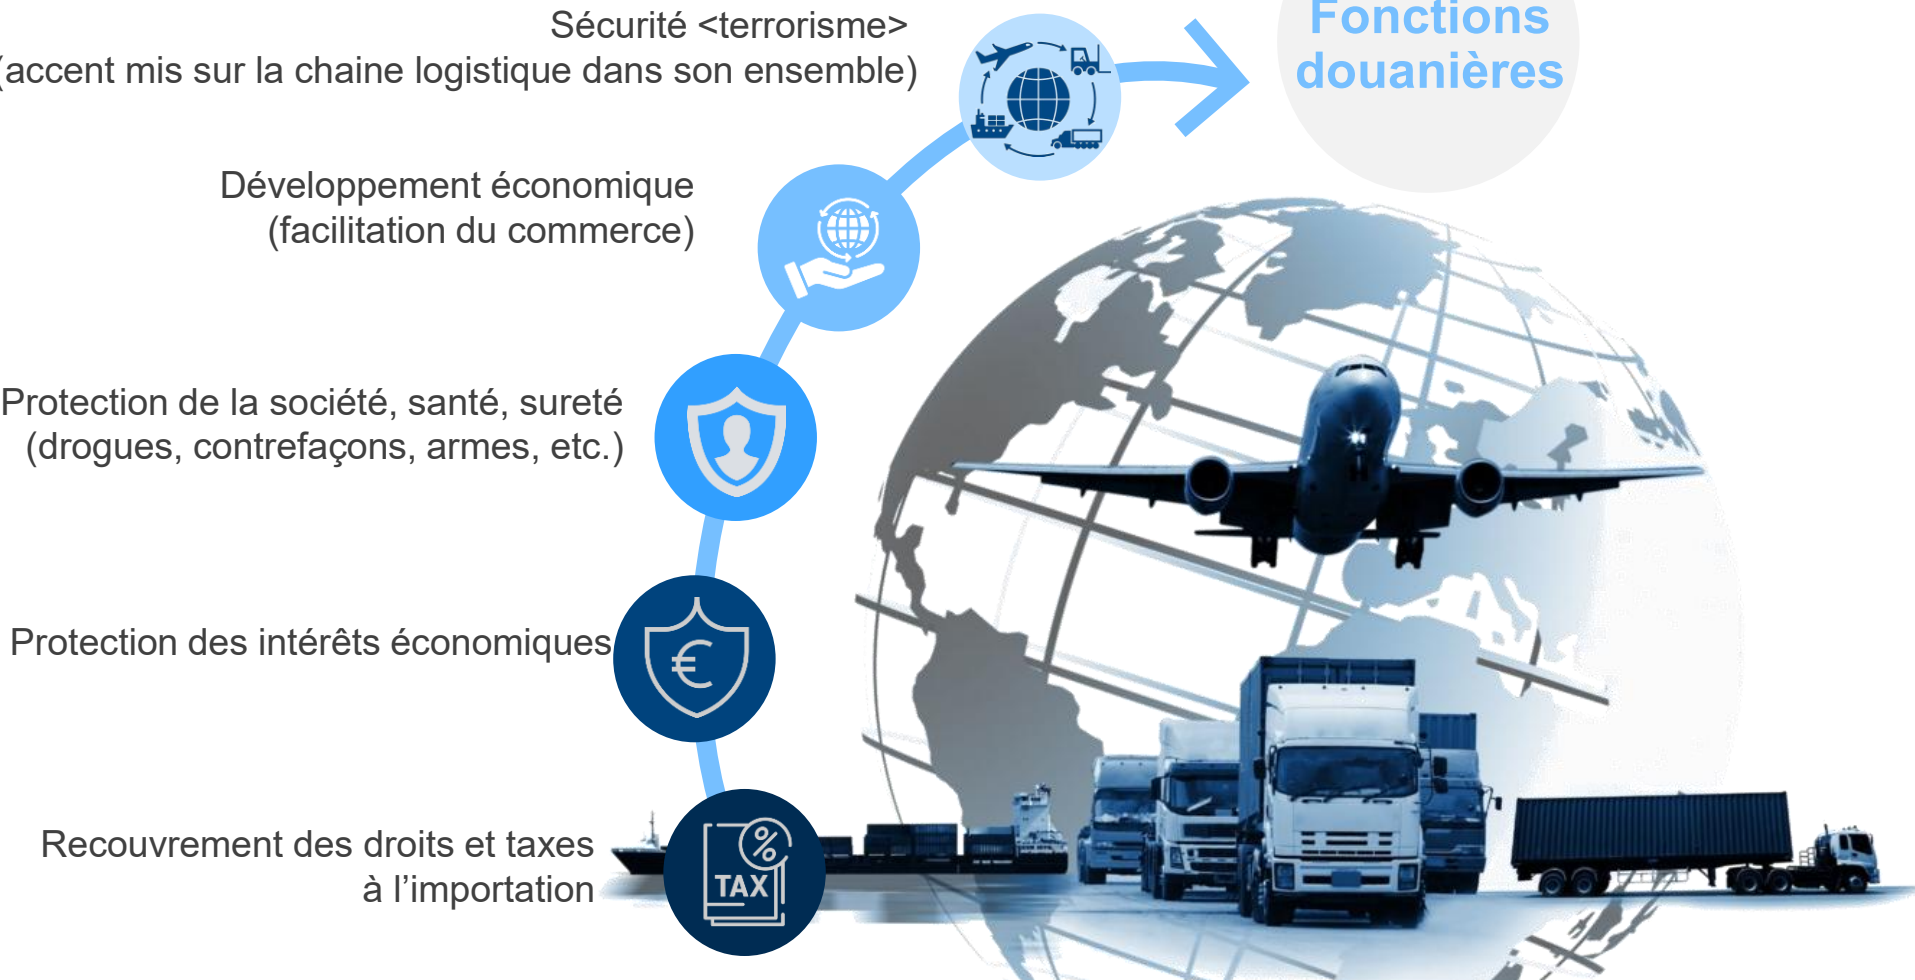 Sécurité <terrorisme>
(accent mis sur la chaine logistique dans son ensemble)
Fonctions
douanières
Développement économique
(facilitation du commerce)
Protection de la société, santé, sureté
(drogues, contrefaçons, armes, etc.)
Protection des intérêts économiques
€
Recouvrement des droits et taxes
à l’importation
%
TAX